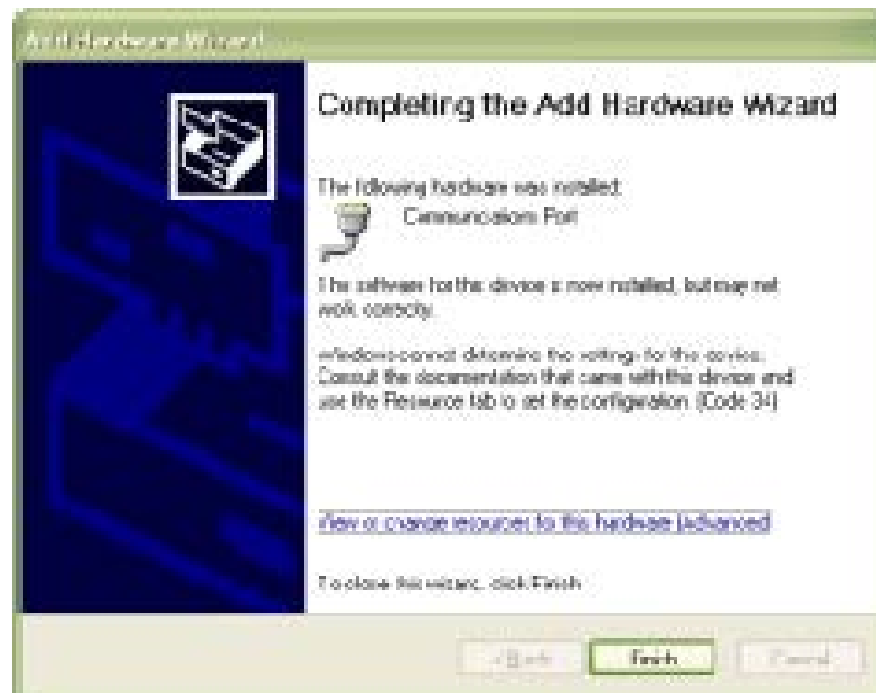 Add Hardware Wizard
Completing the Add Hardware Wizard
The following hardware was installed:
Communications Port
The software for this device is now installed, but may not
work correctly.
Windows cannot determine the settings for this device.
Consult the documentation that came with this device and
use the Resource tab to set the configuration. (Code 34)
View or change resources for this hardware (Advanced)
To close this wizard, click Finish.
< Back
Finish
Cancel